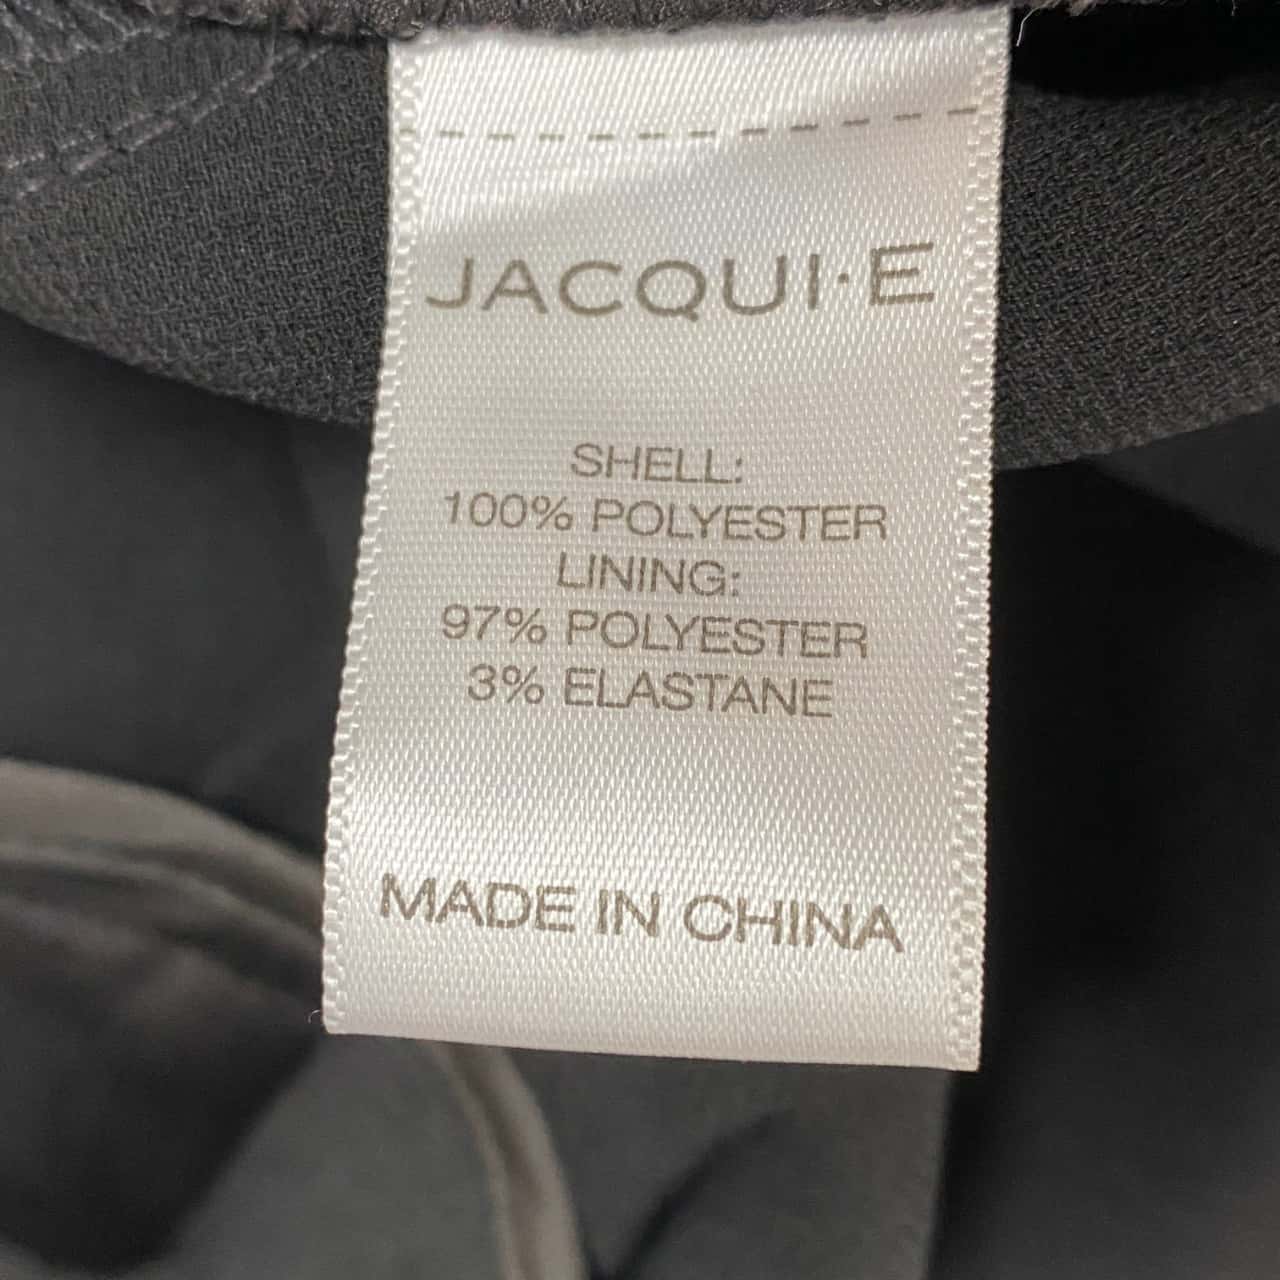 JACQUI·E
SHELL:
100% POLYESTER
LINING:
97% POLYESTER
3% ELASTANE
MADE IN CHINA